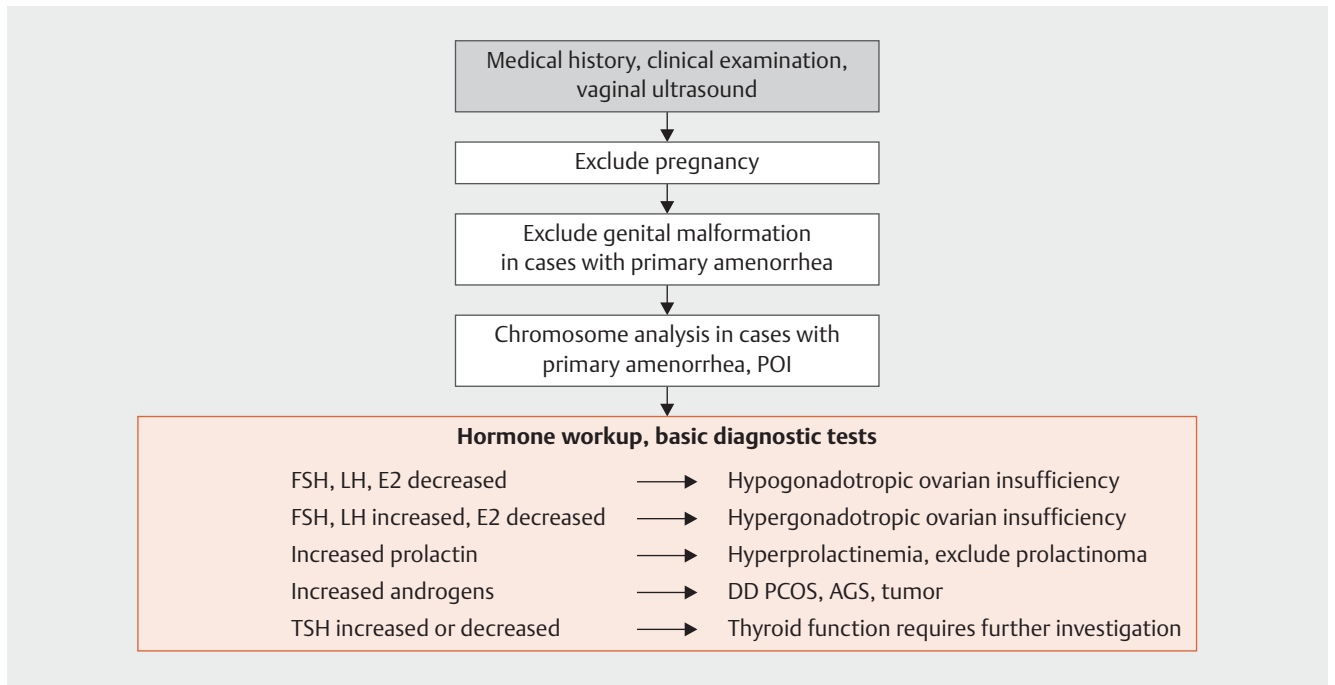 Medical history, clinical examination,
vaginal ultrasound
Exclude pregnancy
Exclude genital malformation
in cases with primary amenorrhea
Chromosome analysis in cases with
primary amenorrhea, POI
Hormone workup, basic diagnostic tests
FSH, LH, E2 decreased Hypogonadotropic ovarian insufficiency
FSH, LH increased, E2 decreased Hypergonadotropic ovarian insufficiency
Increased prolactin Hyperprolactinemia, exclude prolactinoma
Increased androgens DD PCOS, AGS, tumor
TSH increased or decreased Thyroid function requires further investigation